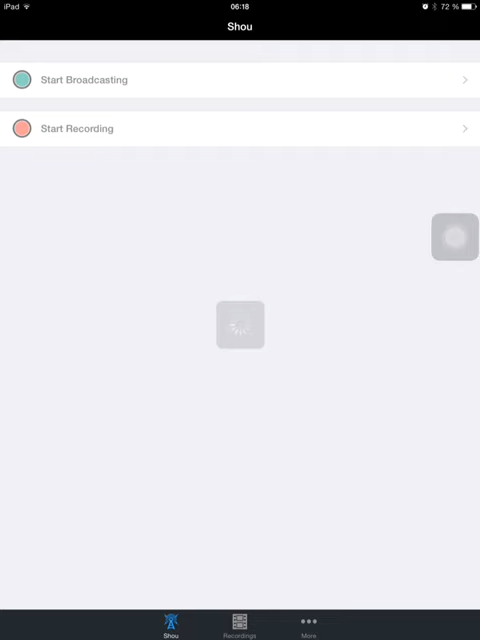 iPad 06:18 72 %
Shou
Start Broadcasting
Start Recording
Shou Recordings More